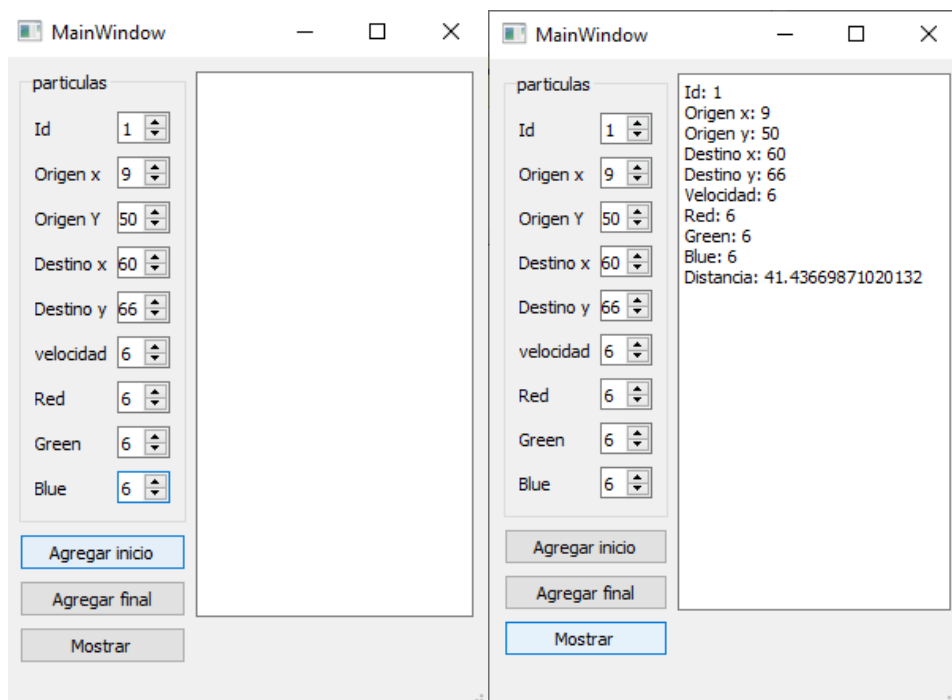 MainWindow
particulas
Id 1
Origen x 9
Origen Y 50
Destino x 60
Destino y 66
velocidad 6
Red 6
Green 6
Blue 6
Agregar inicio
Agregar final
Mostrar
MainWindow
particulas
Id 1
Origen x 9
Origen Y 50
Destino x 60
Destino y 66
velocidad 6
Red 6
Green 6
Blue 6
Agregar inicio
Agregar final
Mostrar
Id: 1
Origen x: 9
Origen y: 50
Destino x: 60
Destino y: 66
Velocidad: 6
Red: 6
Green: 6
Blue: 6
Distancia: 41.43669871020132